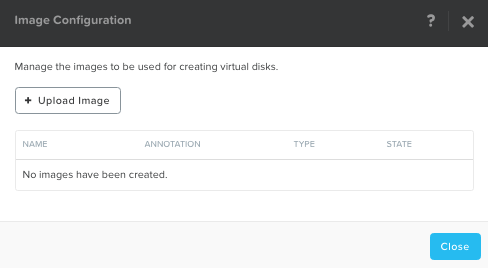 Image Configuration
?
Manage the images to be used for creating virtual disks.
+ Upload Image
NAME ANNOTATION TYPE STATE
No images have been created.
Close